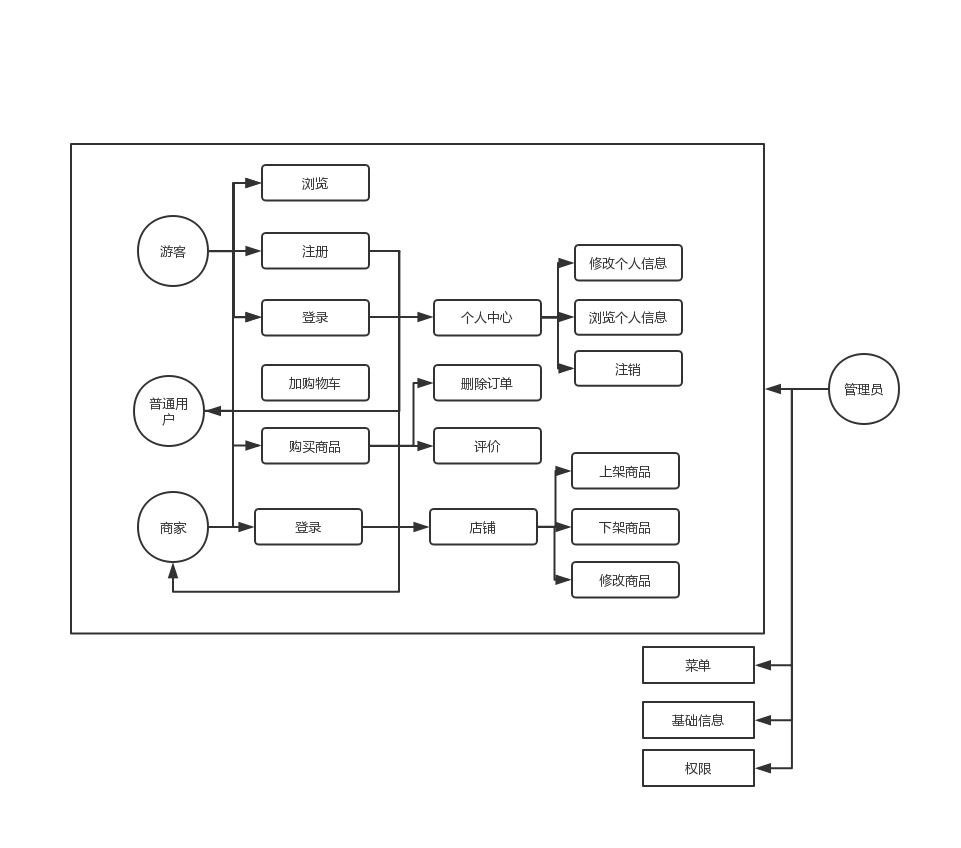 浏览
游客
注册
修改个人信息
登录
个人中心
浏览个人信息
注销
加购物车
删除订单
管理员
普通用
户
购买商品
评价
上架商品
商家
登录
店铺
下架商品
修改商品
菜单
基础信息
权限